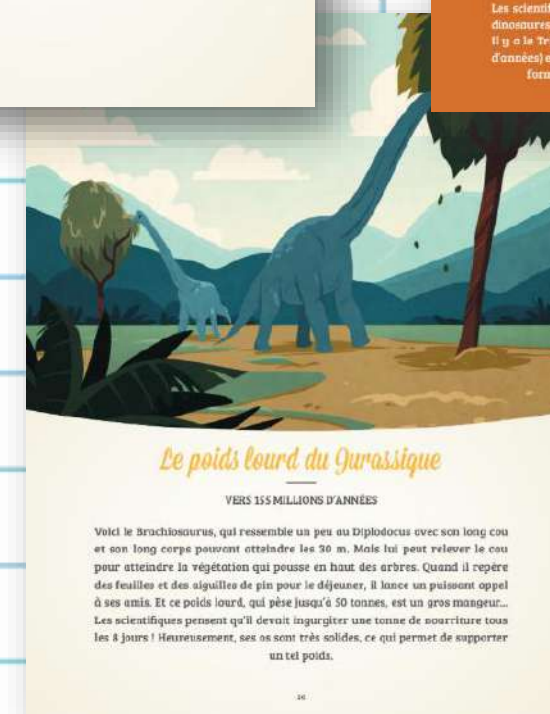 Les scientif
dinosaures
Il y a le Tr
d'années) e
form
Le poids lourd du Jurassique
VERS 155 MILLIONS D'ANNÉES
Voici le Brachiosaurus, qui ressemble un peu au Diplodocus avec son long cou
et son long corps pouvant atteindre les 30 m. Mais lui peut relever le cou
pour atteindre la végétation qui pousse en haut des arbres. Quand il repère
des feuilles et des aiguilles de pin pour le déjeuner, il lance un puissant appel
à ses amis. Et ce poids lourd, qui pèse jusqu'à 50 tonnes, est un gros mangeur...
Les scientifiques pensent qu'il devait ingurgiter une tonne de nourriture tous
les 8 jours ! Heureusement, ses os sont très solides, ce qui permet de supporter
un tel poids.